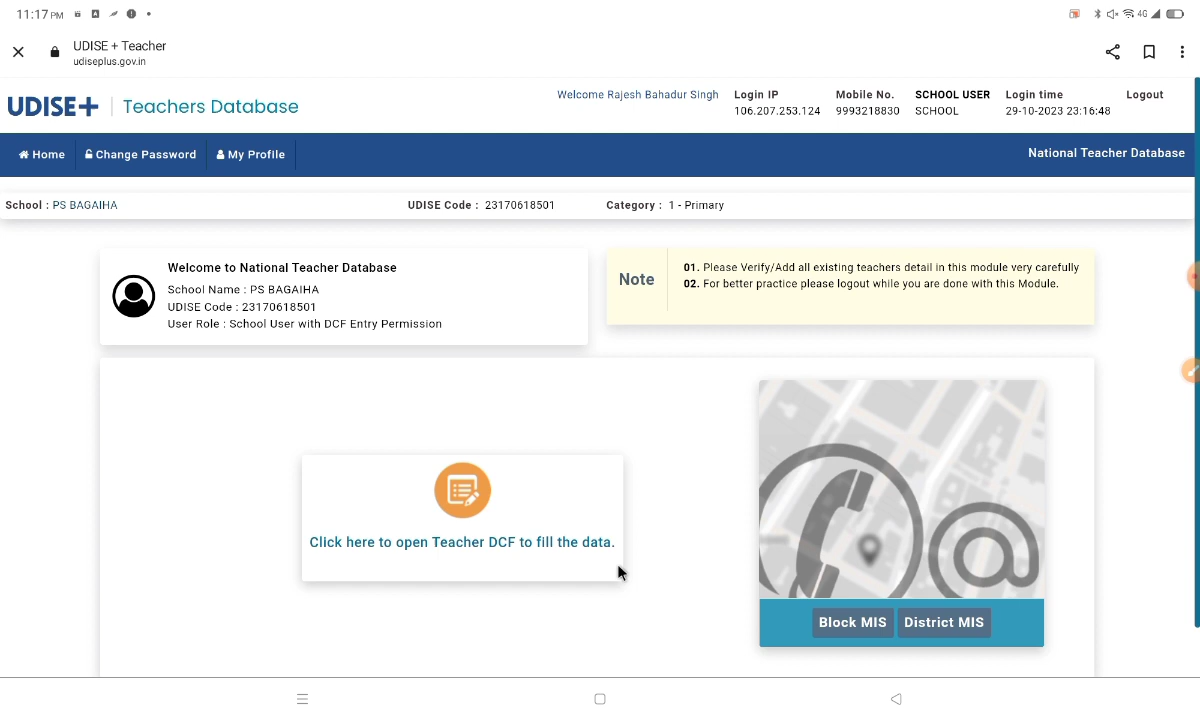 11:17 PM
4G
UDISE + Teacher
udiseplus.gov.in
UDISE+ | Teachers Database
Welcome Rajesh Bahadur Singh
Login IP
106.207.253.124
Mobile No.
9993218830
SCHOOL USER
SCHOOL
Login time
29-10-2023 23:16:48
Logout
Home
Change Password
My Profile
National Teacher Database
School : PS BAGAIHA
UDISE Code : 23170618501
Category : 1 - Primary
Welcome to National Teacher Database
School Name : PS BAGAIHA
UDISE Code : 23170618501
User Role : School User with DCF Entry Permission
Note
01. Please Verify/Add all existing teachers detail in this module very carefully
02. For better practice please logout while you are done with this Module.
Click here to open Teacher DCF to fill the data.
@
Block MIS
District MIS